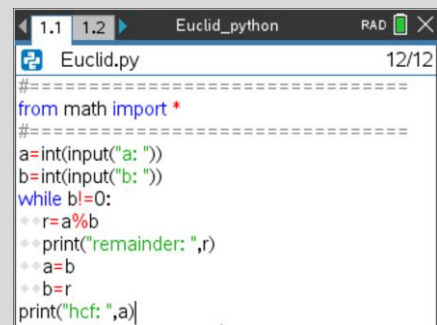 1.1 1.2 Euclid_python RAD
Euclid.py 12/12
#================================
from math import *
#================================
a=int(input("a: "))
b=int(input("b: "))
while b!=0:
r=a%b
print("remainder: ",r)
a=b
b=r
print("hcf: ",a)